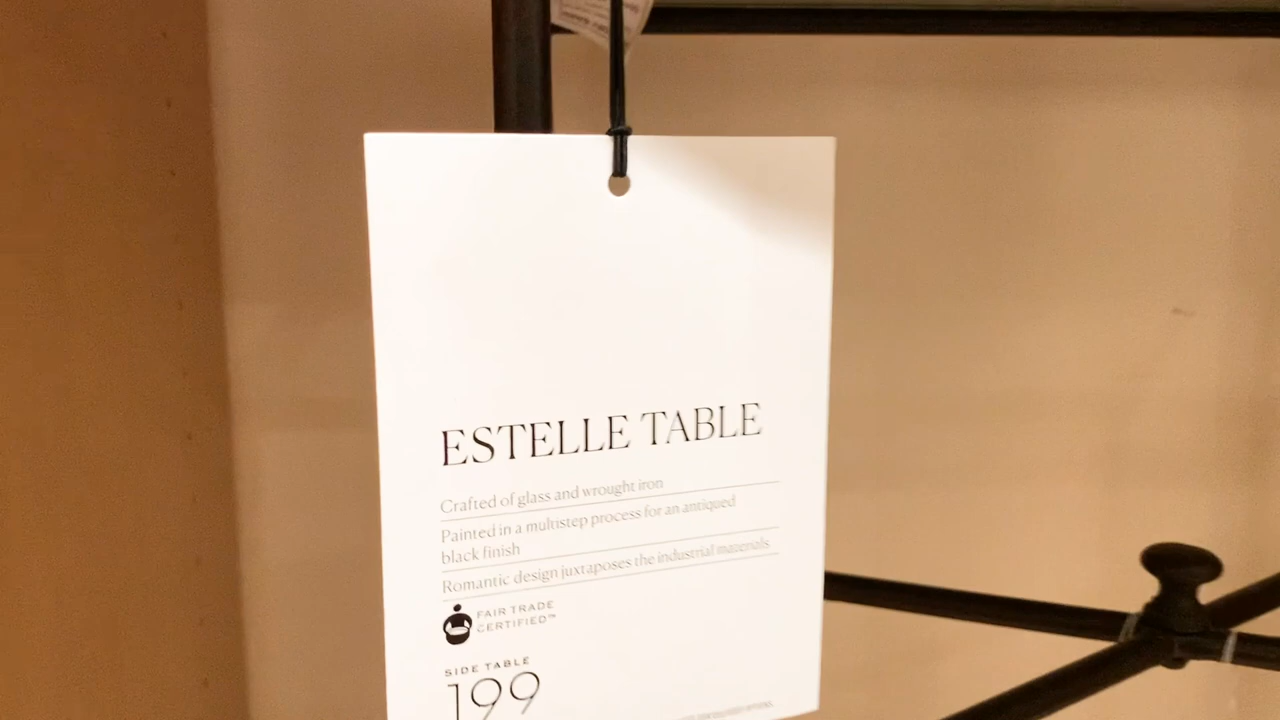 ESTELLE TABLE
Crafted of glass and wrought iron
Painted in a multistep process for an antiqued
black finish
Romantic design juxtaposes the industrial materials
FAIR TRADE
CERTIFIED™
SIDE TABLE
199